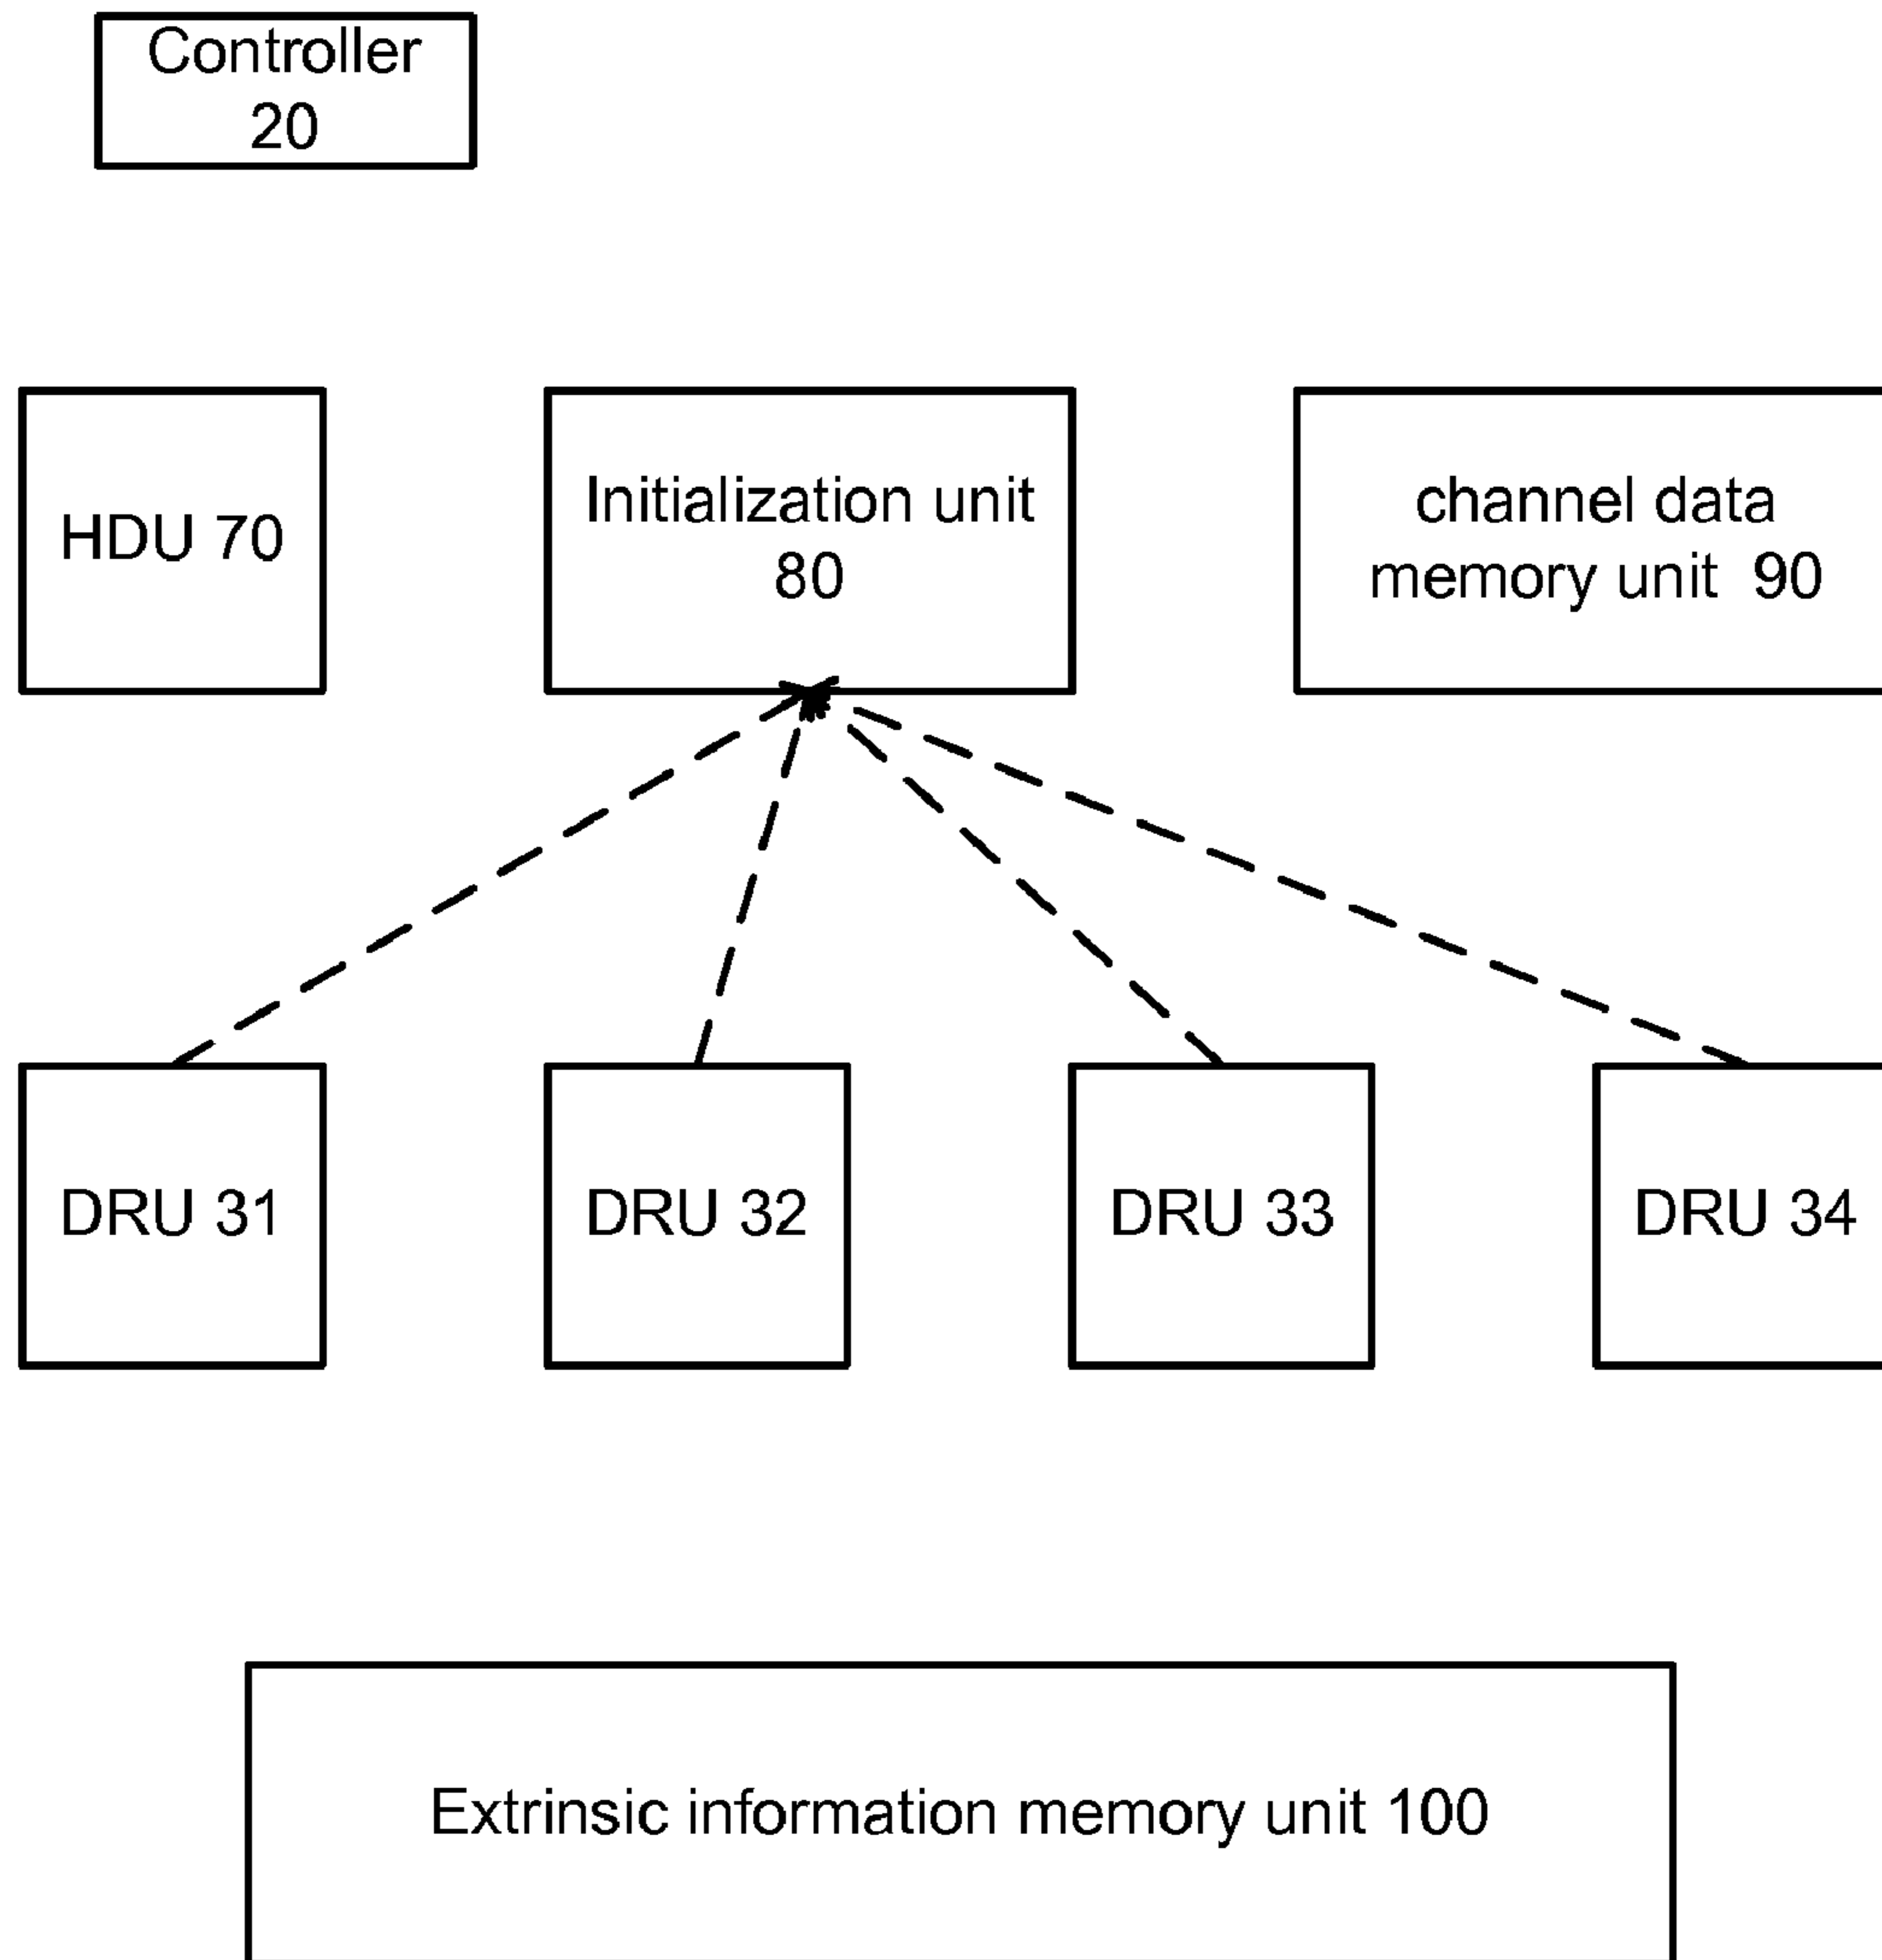 Controller
20
HDU 70
Initialization unit
80
channel data
memory unit 90
DRU 31
DRU 32
DRU 33
DRU 34
Extrinsic information memory unit 100